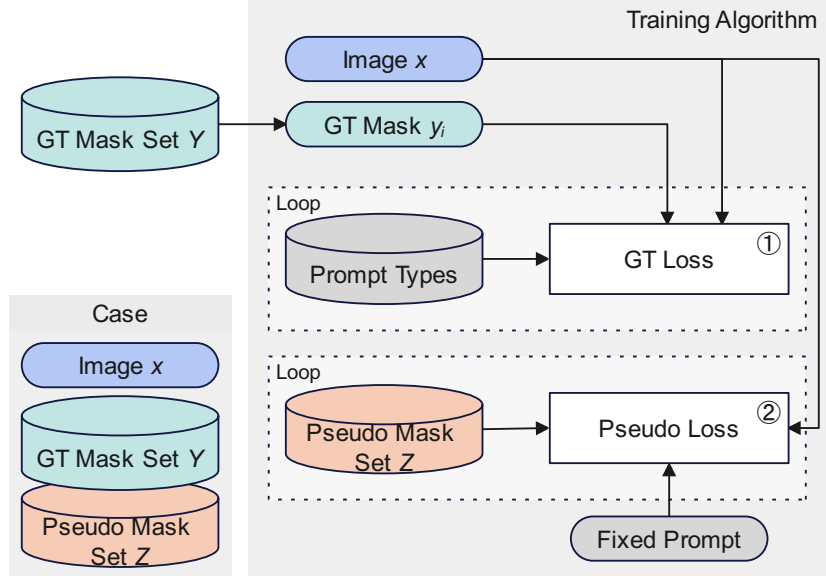 Training Algorithm
Image x
GT Mask Set Y
GT Mask yᵢ
Loop
Prompt Types
GT Loss
①
Case
Image x
GT Mask Set Y
Pseudo Mask
Set Z
Loop
Pseudo Mask
Set Z
Pseudo Loss
②
Fixed Prompt